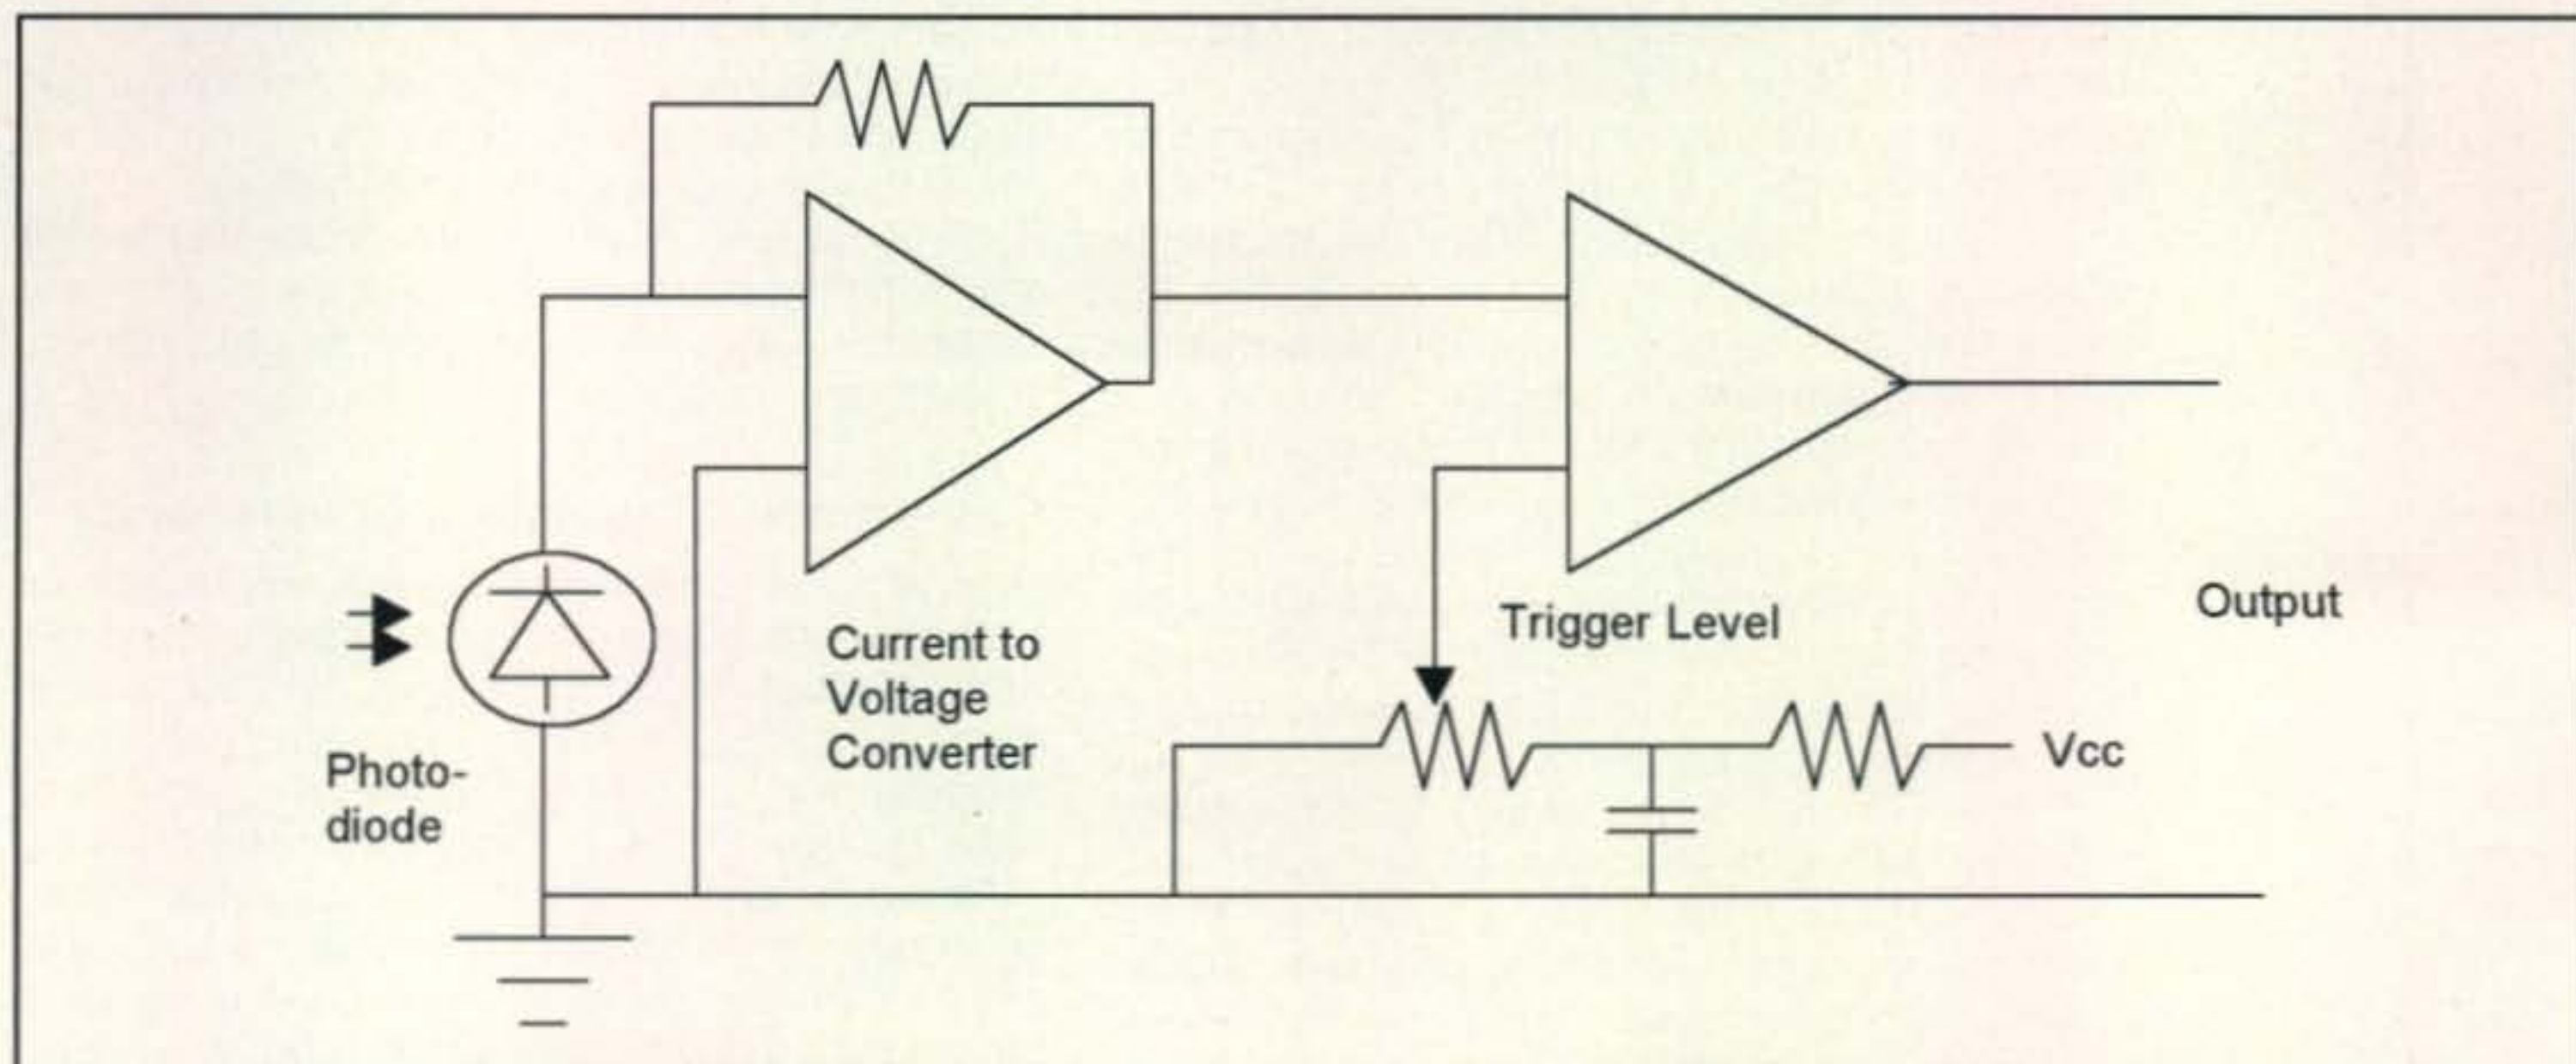 Current to
Voltage
Converter
Photo-
diode
Trigger Level
Output
Vcc